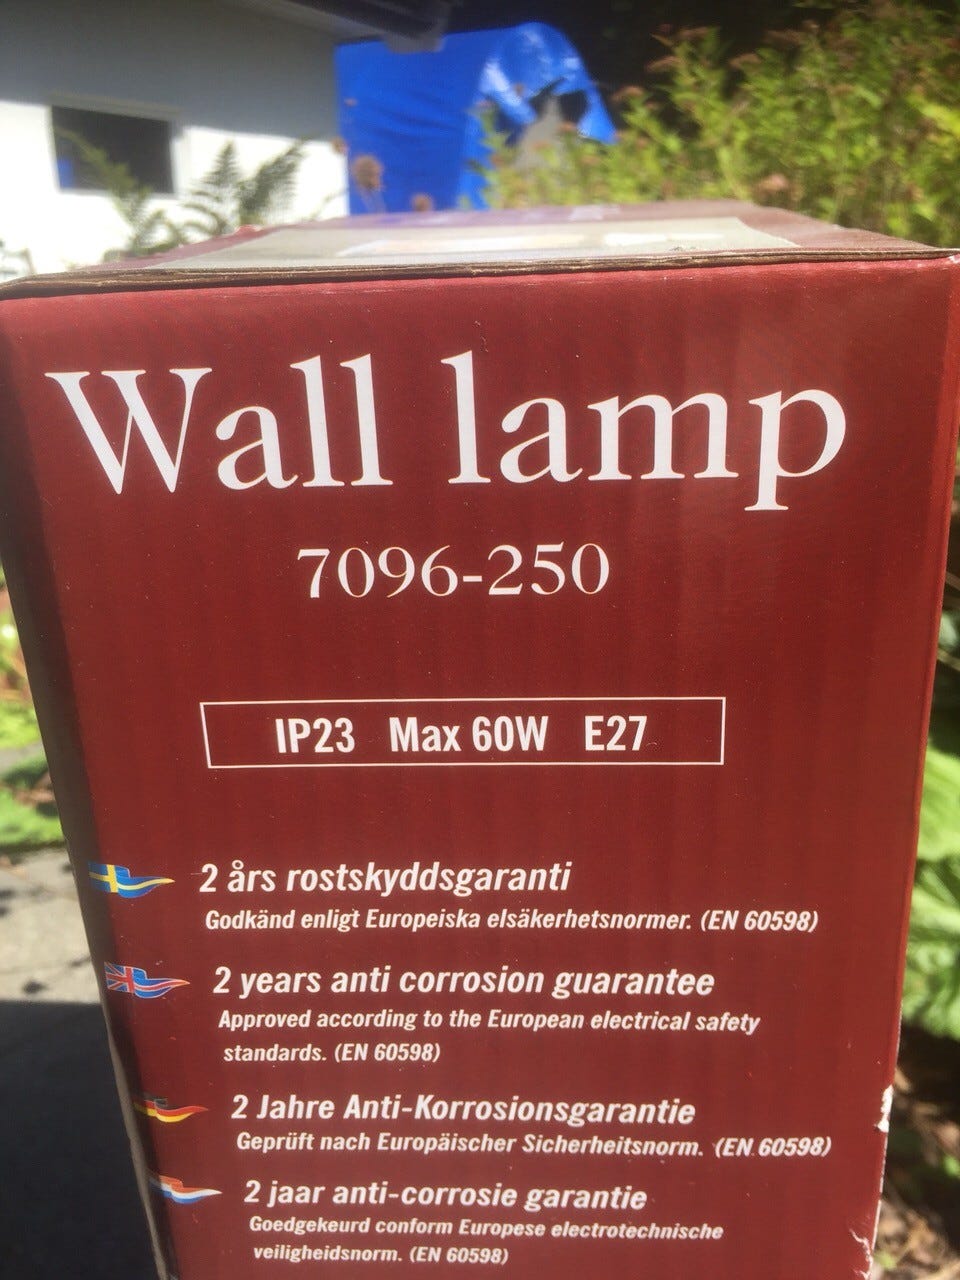 Wall lamp
7096-250
IP23 Max 60W E27
2 års rostskyddsgaranti
Godkänd enligt Europeiska elsäkerhetsnormer. (EN 60598)
2 years anti corrosion guarantee
Approved according to the European electrical safety
standards. (EN 60598)
2 Jahre Anti-Korrosionsgarantie
Geprüft nach Europäischer Sicherheitsnorm. (EN 60598)
2 jaar anti-corrosie garantie
Goedgekeurd conform Europese electrotechnische
veiligheidsnorm. (EN 60598)